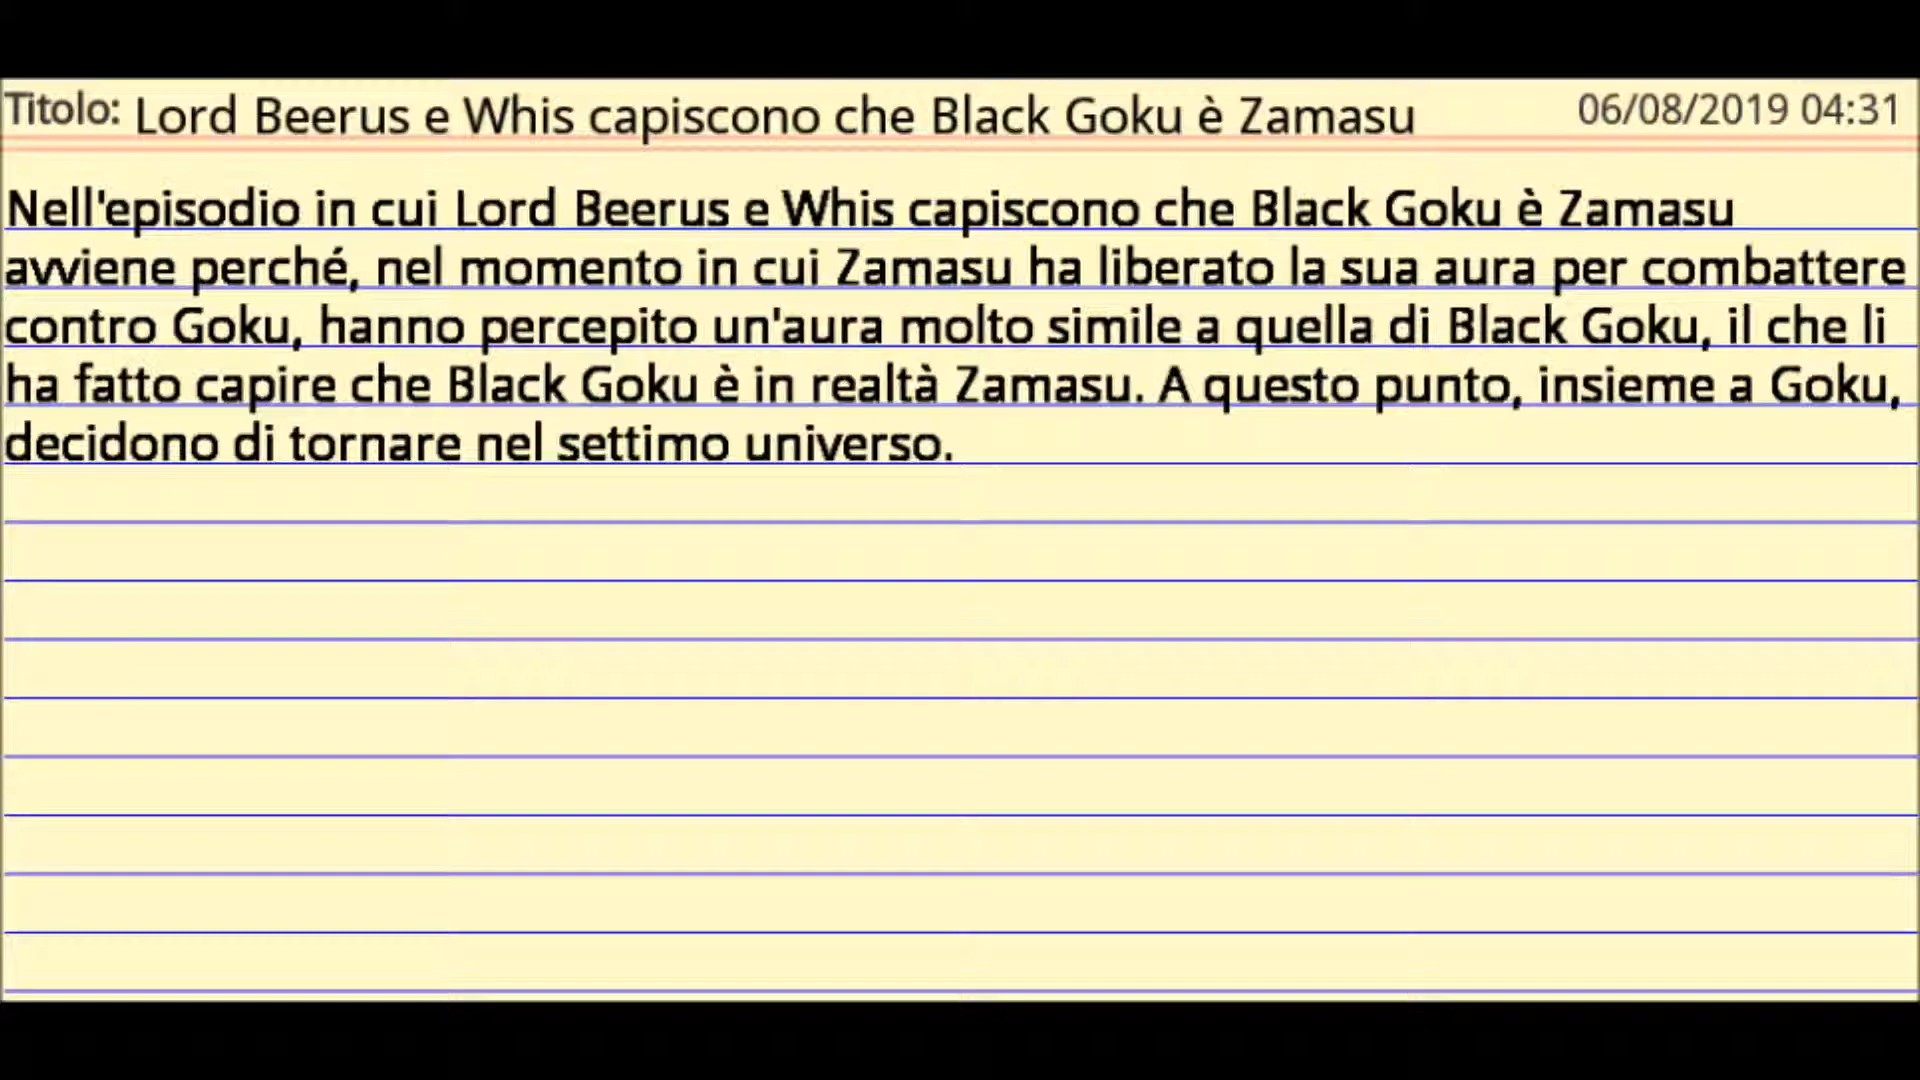 Titolo: Lord Beerus e Whis capiscono che Black Goku è Zamasu 06/08/2019 04:31
Nell'episodio in cui Lord Beerus e Whis capiscono che Black Goku è Zamasu
avviene perché, nel momento in cui Zamasu ha liberato la sua aura per combattere
contro Goku, hanno percepito un'aura molto simile a quella di Black Goku, il che li
ha fatto capire che Black Goku è in realtà Zamasu. A questo punto, insieme a Goku,
decidono di tornare nel settimo universo.